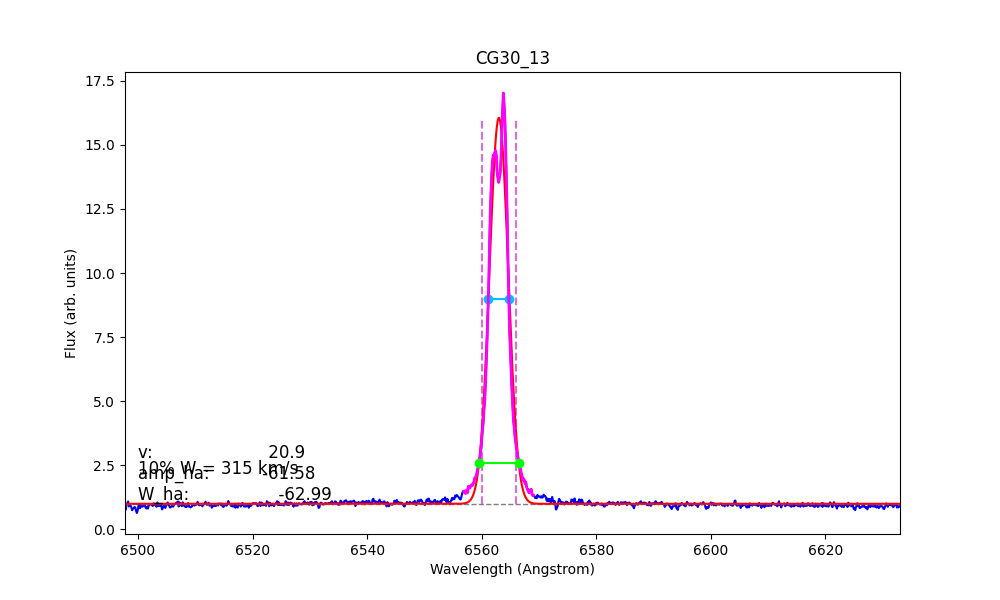 CG30_13
17.5
15.0
12.5
10.0
7.5
5.0
2.5
0.0
Flux (arb. units)
v: 20.9
10% W = 315 km/s
amp_ha: -61.58
W_ha: -62.99
6500 6520 6540 6560 6580 6600 6620
Wavelength (Angstrom)